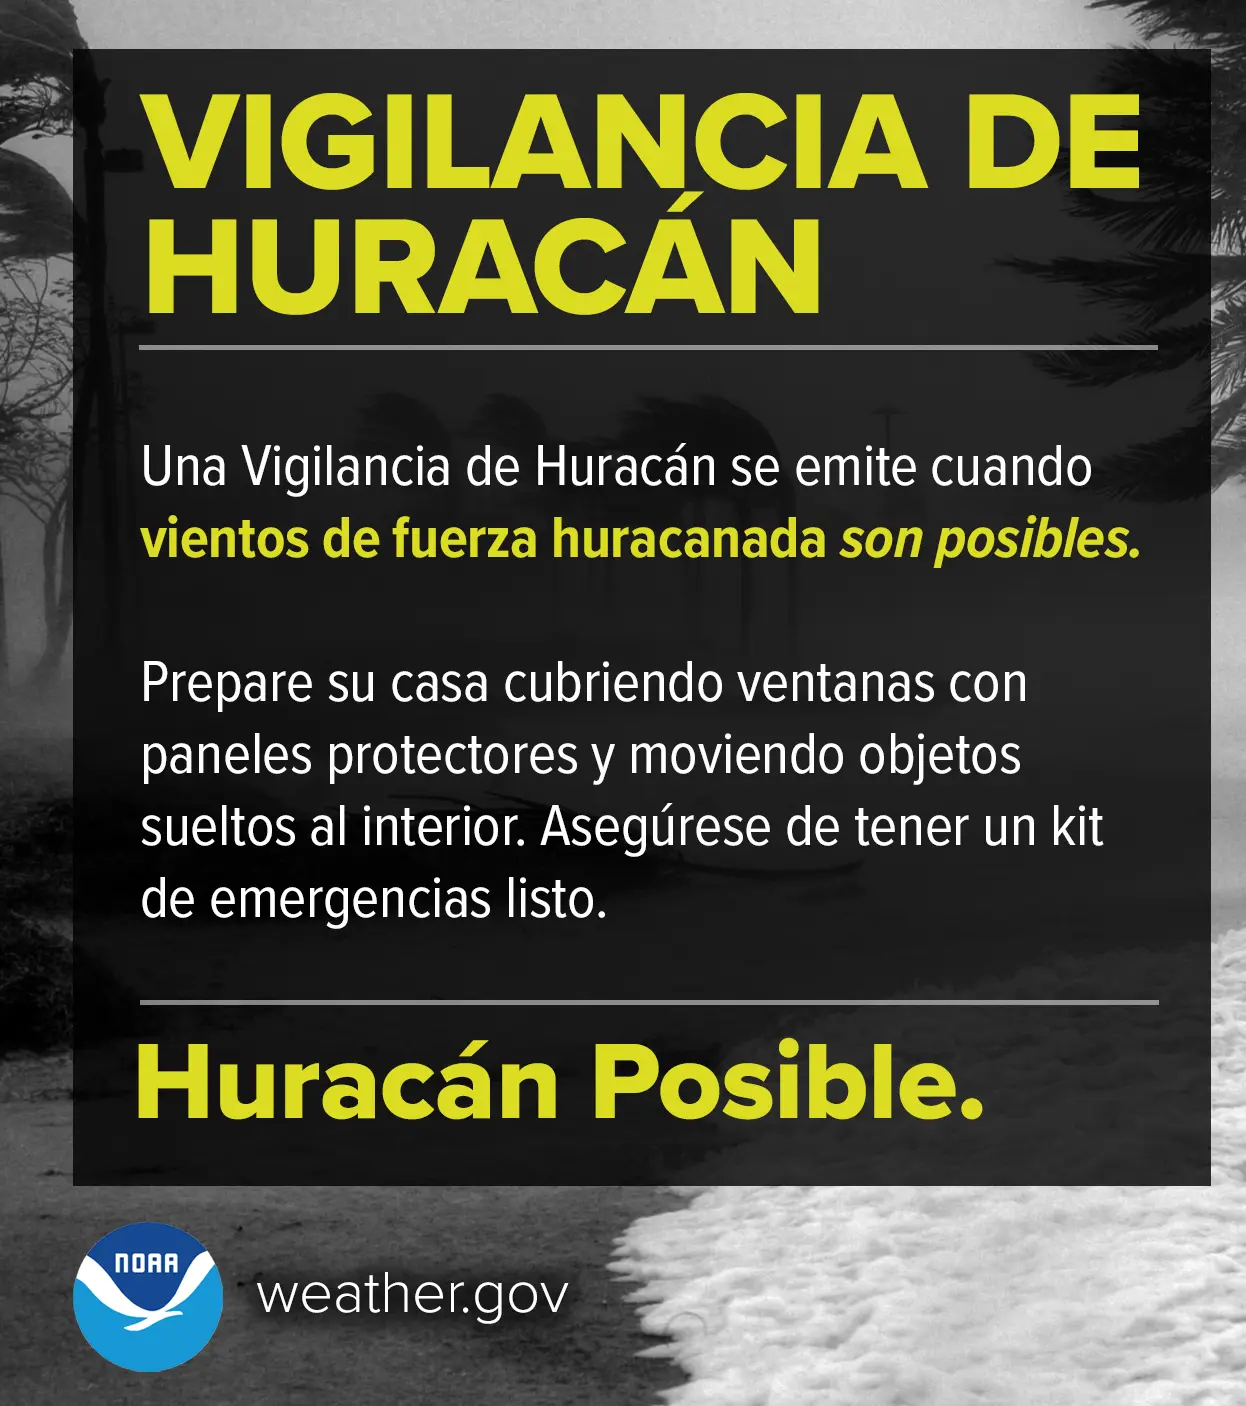 VIGILANCIA DE
HURACÁN
Una Vigilancia de Huracán se emite cuando
vientos de fuerza huracanada son posibles.
Prepare su casa cubriendo ventanas con
paneles protectores y moviendo objetos
sueltos al interior. Asegúrese de tener un kit
de emergencias listo.
Huracán Posible.
NOAA
weather.gov